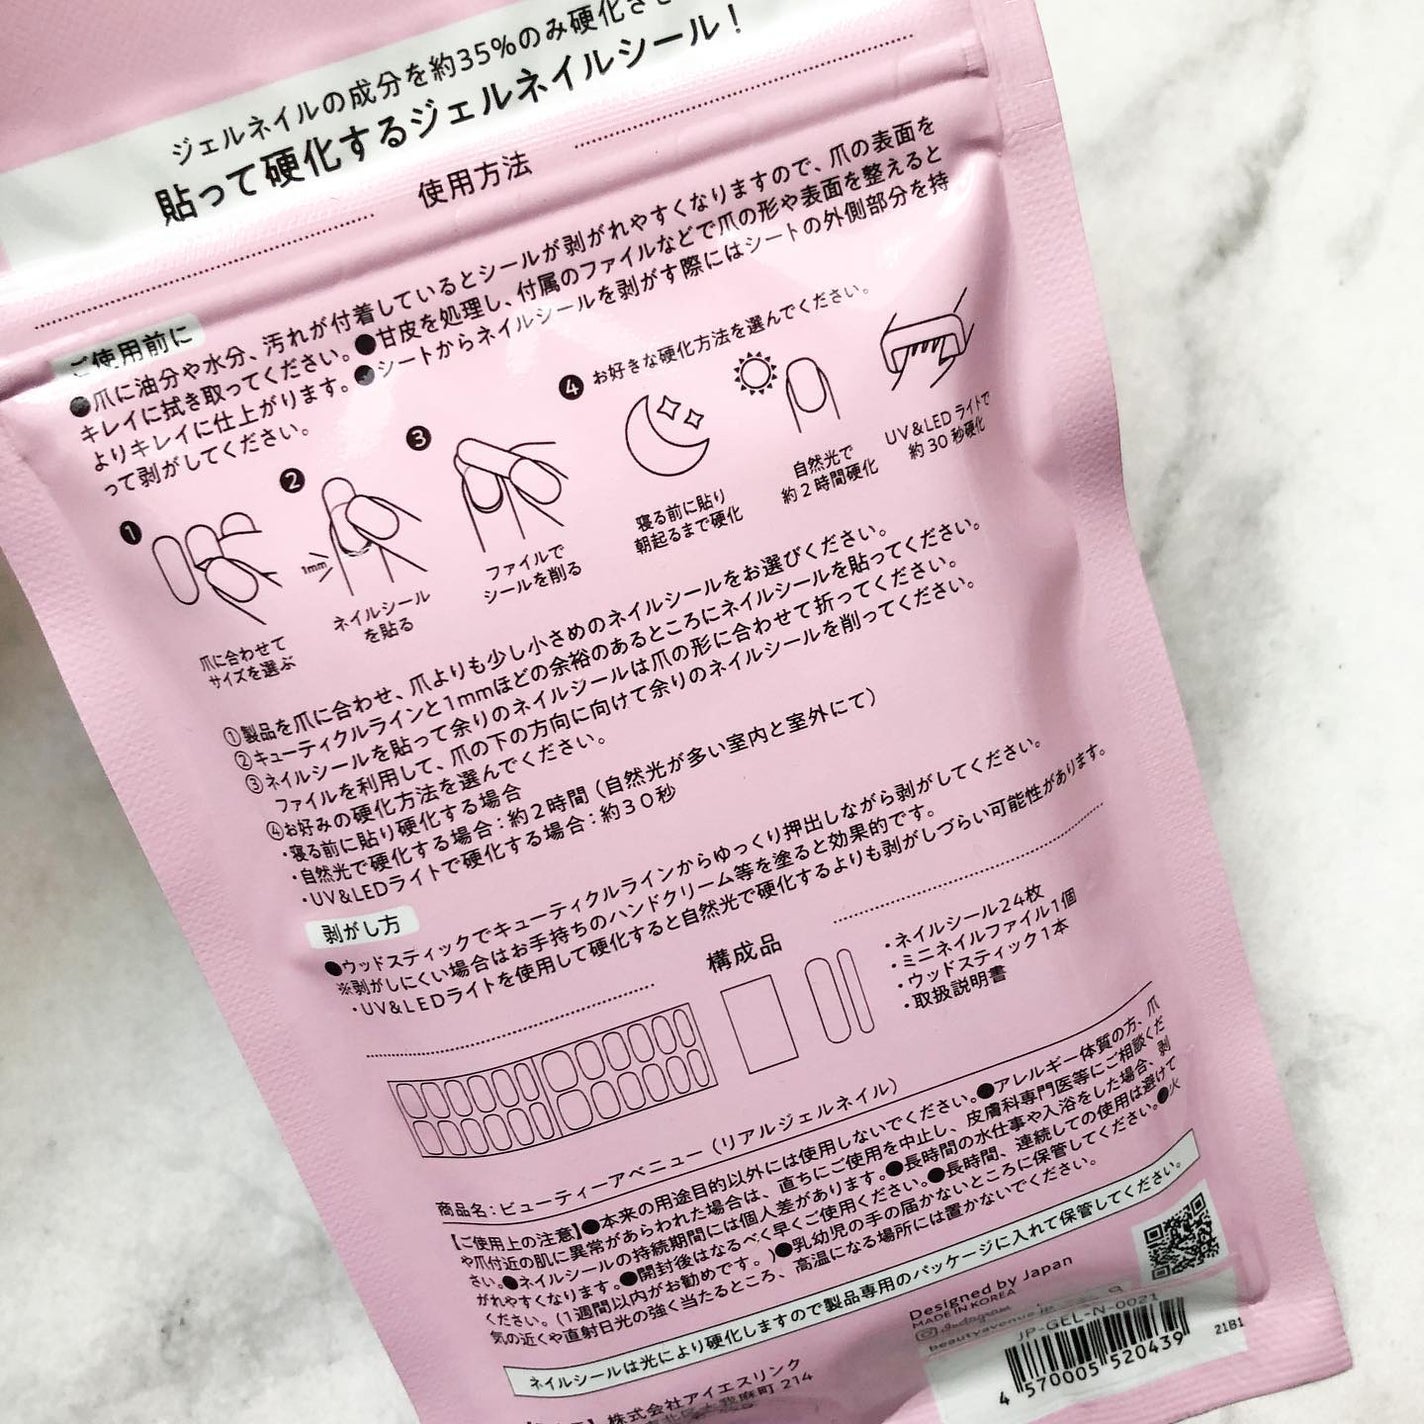 ジェルネイルの成分を約35%のみ硬化させ
貼って硬化するジェルネイルシール!
使用方法
ご使用前に
●爪に油分や水分、汚れが付着しているとシールが剥がれやすくなりますので、爪の表面を
キレイに拭き取ってください。●甘皮を処理し、付属のファイルなどで爪の形や表面を整えると
よりキレイに仕上がります。●シートからネイルシールを剥がす際にはシートの外側部分を持
って剥がしてください。
❶
爪に合わせて
サイズを選ぶ
❷
1mm
ネイルシール
を貼る
❸
ファイルで
シールを削る
❹ お好きな硬化方法を選んでください。
寝る前に貼り
朝起るまで硬化
自然光で
約2時間硬化
UV&LEDライトで
約30秒硬化
①製品を爪に合わせ、爪よりも少し小さめのネイルシールをお選びください。
②キューティクルラインと1mmほどの余裕のあるところにネイルシールを貼ってください。
③ネイルシールを貼って余りのネイルシールは爪の形に合わせて折ってください。
ファイルを利用して、爪の下の方向に向けて余りのネイルシールを削ってください。
④お好みの硬化方法を選んでください。
・寝る前に貼り硬化する場合
・自然光で硬化する場合:約2時間(自然光が多い室内と室外にて)
・UV&LEDライトで硬化する場合:約30秒
剥がし方
●ウッドスティックでキューティクルラインからゆっくり押出しながら剥がしてください。
※剥がしにくい場合はお手持ちのハンドクリーム等を塗ると効果的です。
・UV&LEDライトを使用して硬化すると自然光で硬化するよりも剥がしづらい可能性があります。
構成品
・ネイルシール24枚
・ミニネイルファイル1個
・ウッドスティック1本
・取扱説明書
商品名:ビューティーアベニュー(リアルジェルネイル)
【ご使用上の注意】●本来の用途目的以外には使用しないでください。●アレルギー体質の方、爪
や爪付近の肌に異常があらわれた場合は、直ちにご使用を中止し、皮膚科専門医等にご相談くだ
さい。●ネイルシールの持続期間には個人差があります。●長時間の水仕事や入浴をした場合、剥
がれやすくなります。●開封後はなるべく早くご使用ください。●長時間、連続しての使用は避けて
ください。(1週間以内がお勧めです。)●乳幼児の手の届かないところに保管してください。●火
気の近くや直射日光の強く当たるところ、高温になる場所には置かないでください。
ネイルシールは光により硬化しますので製品専用のパッケージに入れて保管してください。
Designed by Japan
MADE IN KOREA
Instagram
JP-GEL-N-0021
4 570005 520439
21B1
株式会社アイエスリンク
214